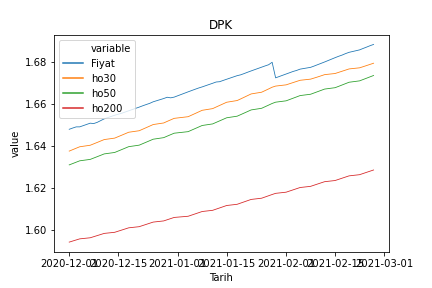 DPK
variable
Fiyat
ho30
ho50
ho200
value
1.68
1.66
1.64
1.62
1.60
2020-12-01
2020-12-15
2021-01-01
2021-01-15
2021-02-01
2021-02-15
2021-03-01
Tarih